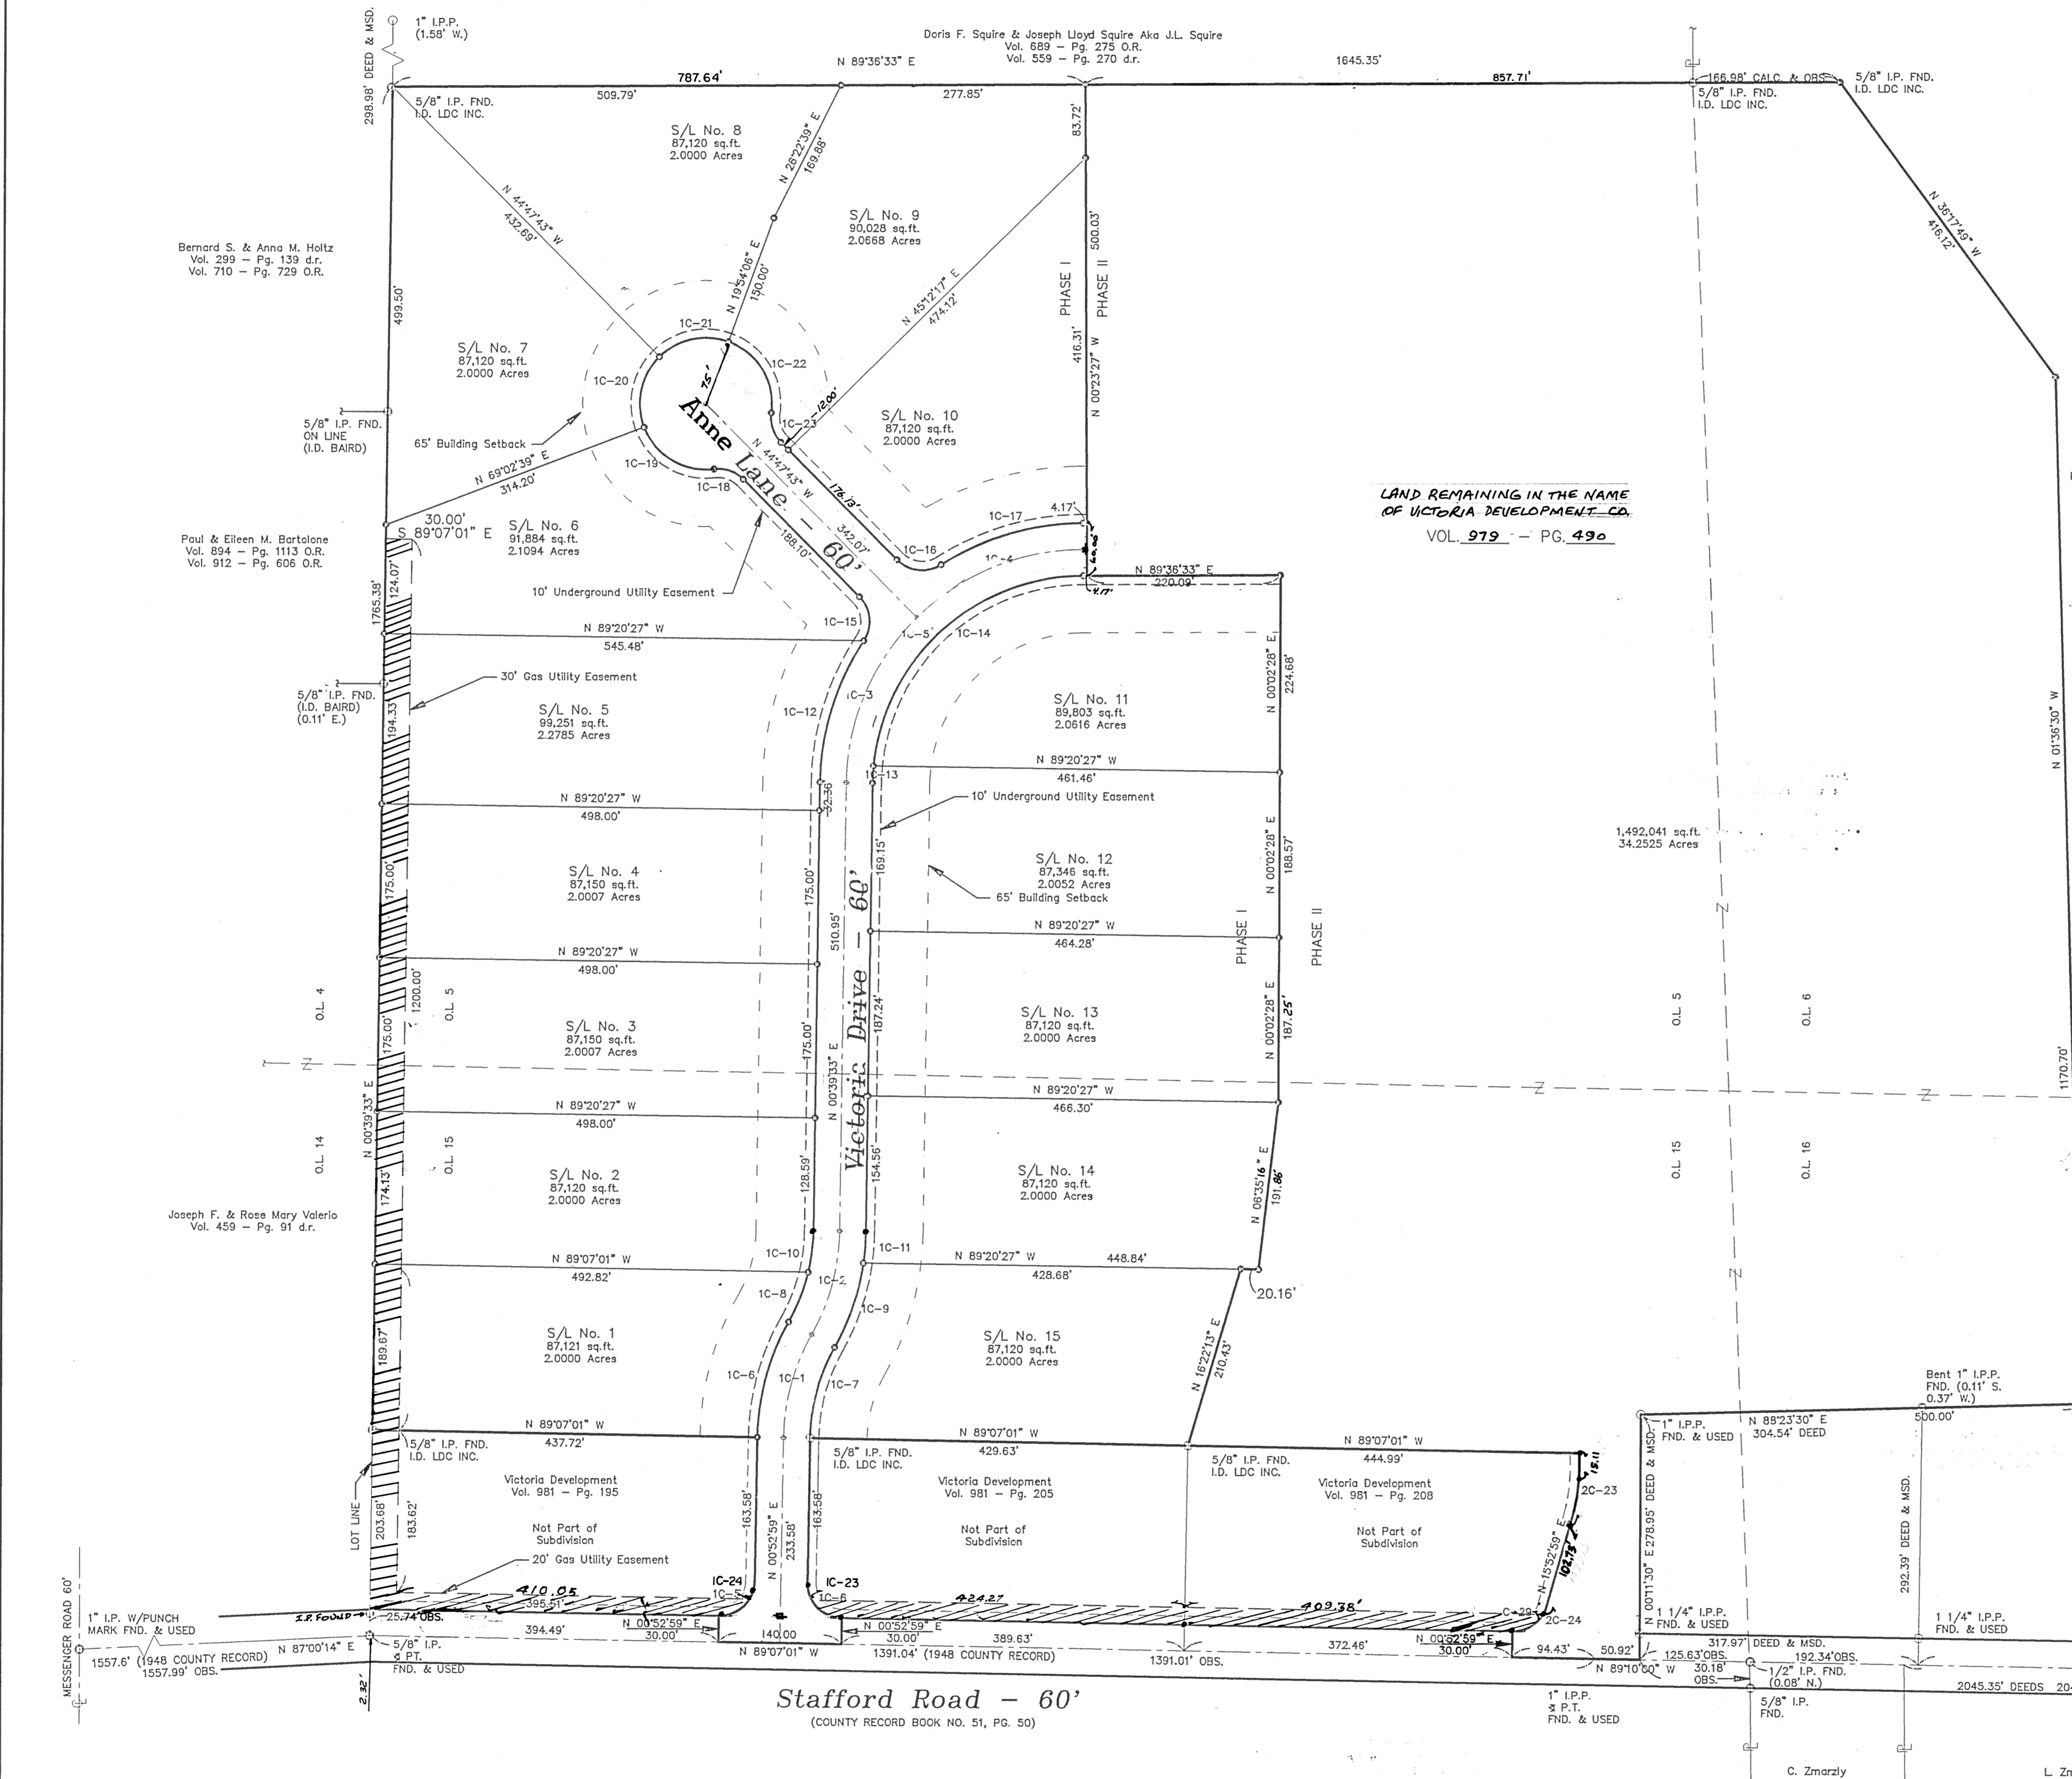 298.98' DEED & MSD.
1" I.P.P.
(1.58' W.)
Doris F. Squire & Joseph Lloyd Squire Aka J.L. Squire
Vol. 689 – Pg. 275 O.R.
Vol. 559 – Pg. 270 d.r.
N 89°36'33" E
1645.35'
787.64'
857.71'
166.98' CALC. & OBS
5/8" I.P. FND.
I.D. LDC INC.
509.79'
277.85'
5/8" I.P. FND.
I.D. LDC INC.
5/8" I.P. FND.
I.D. LDC INC.
83.72'
S/L No. 8
87,120 sq.ft.
2.0000 Acres
N 26°22'39" E
169.88'
N 44°47'43" W
432.69'
S/L No. 9
90,028 sq.ft.
2.0668 Acres
500.03'
N 36°17'49" W
416.12'
Bernard S. & Anna M. Holtz
Vol. 299 – Pg. 139 d.r.
Vol. 710 – Pg. 729 O.R.
499.50'
N 19°54'06" E
150.00'
N 45°12'17" E
474.12'
PHASE I
PHASE II
416.31'
N 00°23'27" W
1C-21
1C-22
1C-20
S/L No. 7
87,120 sq.ft.
2.0000 Acres
75'
12.00'
1C-23
S/L No. 10
87,120 sq.ft.
2.0000 Acres
5/8" I.P. FND.
ON LINE
(I.D. BAIRD)
65' Building Setback
Anne Lane – 60'
N 44°47'43" W
342.07'
176.13'
N 69°02'39" E
314.20'
1C-19
1C-18
LAND REMAINING IN THE NAME
OF VICTORIA DEVELOPMENT CO.
VOL. 979 – PG. 490
30.00'
S 89°07'01" E
S/L No. 6
91,884 sq.ft.
2.1094 Acres
188.10'
1C-17
4.17'
1C-16
Paul & Eileen M. Bartolone
Vol. 894 – Pg. 1113 O.R.
Vol. 912 – Pg. 606 O.R.
124.07'
1765.38'
10' Underground Utility Easement
N 89°36'33" E
220.09'
4.17'
1C-15
1C-14
N 89°20'27" W
545.48'
30' Gas Utility Easement
5/8" I.P. FND.
(I.D. BAIRD)
(0.11' E.)
194.33'
S/L No. 5
99,251 sq.ft.
2.2785 Acres
1C-12
S/L No. 11
89,803 sq.ft.
2.0616 Acres
N 00°02'28" E
224.68'
N 01°36'30" W
N 89°20'27" W
461.46'
1C-13
32.36
10' Underground Utility Easement
N 89°20'27" W
498.00'
1,492,041 sq.ft.
34.2525 Acres
S/L No. 4
87,150 sq.ft.
2.0007 Acres
175.00'
175.00'
510.95'
169.15'
S/L No. 12
87,346 sq.ft.
2.0052 Acres
65' Building Setback
N 00°02'28" E
188.57'
PHASE I
PHASE II
N 89°20'27" W
464.28'
N 89°20'27" W
498.00'
O.L. 4
1200.00'
O.L. 5
O.L. 5
O.L. 6
S/L No. 3
87,150 sq.ft.
2.0007 Acres
175.00'
175.00'
N 00°39'33" E
Victoria Drive – 60'
187.24'
S/L No. 13
87,120 sq.ft.
2.0000 Acres
N 00°02'28" E
187.25'
1170.70'
N 89°20'27" W
466.30'
N 89°20'27" W
498.00'
N 00°39'33" E
O.L. 14
O.L. 15
O.L. 15
O.L. 16
S/L No. 2
87,120 sq.ft.
2.0000 Acres
174.13'
128.59'
154.56'
S/L No. 14
87,120 sq.ft.
2.0000 Acres
N 06°35'16" E
191.86'
Joseph F. & Rose Mary Valerio
Vol. 459 – Pg. 91 d.r.
N 89°07'01" W
492.82'
1C-10
1C-11
1C-2
N 89°20'27" W
448.84'
428.68'
20.16'
1C-8
1C-9
S/L No. 1
87,121 sq.ft.
2.0000 Acres
189.67'
S/L No. 15
87,120 sq.ft.
2.0000 Acres
N 16°22'13" E
210.43'
1C-6
1C-1
1C-7
Bent 1" I.P.P.
FND. (0.11' S.
0.37' W.)
500.00'
N 88°23'30" E
304.54' DEED
1" I.P.P.
FND. & USED
N 89°07'01" W
437.72'
5/8" I.P. FND.
I.D. LDC INC.
N 89°07'01" W
429.63'
5/8" I.P. FND.
I.D. LDC INC.
N 89°07'01" W
444.99'
5/8" I.P. FND.
I.D. LDC INC.
15.11
2C-23
Victoria Development
Vol. 981 – Pg. 195
Not Part of
Subdivision
Victoria Development
Vol. 981 – Pg. 205
Not Part of
Subdivision
Victoria Development
Vol. 981 – Pg. 208
Not Part of
Subdivision
LOT LINE
203.68'
183.62'
20' Gas Utility Easement
163.58'
N 00°52'59" E
233.58'
163.58'
N 15°52'59" E
102.73'
N 00°11'30" E 278.95' DEED & MSD.
292.39' DEED & MSD.
1C-24
1C-5
1C-23
1C-6
410.05
395.51'
424.27
409.38'
2C-24
MESSENGER ROAD 60'
1" I.P. W/PUNCH
MARK FND. & USED
I.P. FOUND
25.74' OBS.
394.49'
N 00°52'59" E
30.00'
140.00
N 00°52'59" E
30.00'
389.63'
372.46'
N 00°52'59" E
30.00'
94.43'
50.92'
1 1/4" I.P.P.
FND. & USED
1 1/4" I.P.P.
FND. & USED
317.97' DEED & MSD.
125.63' OBS.
192.34' OBS.
N 87°00'14" E
1557.6' (1948 COUNTY RECORD)
1557.99' OBS.
5/8" I.P.
& PT.
FND. & USED
2.32'
N 89°07'01" W
1391.04' (1948 COUNTY RECORD)
1391.01' OBS.
N 89°10'00" W
30.18'
OBS.
1/2" I.P. FND.
(0.08' N.)
2045.35' DEEDS
5/8" I.P.
FND.
1" I.P.P.
& P.T.
FND. & USED
Stafford Road – 60'
(COUNTY RECORD BOOK NO. 51, PG. 50)
C. Zmarzly